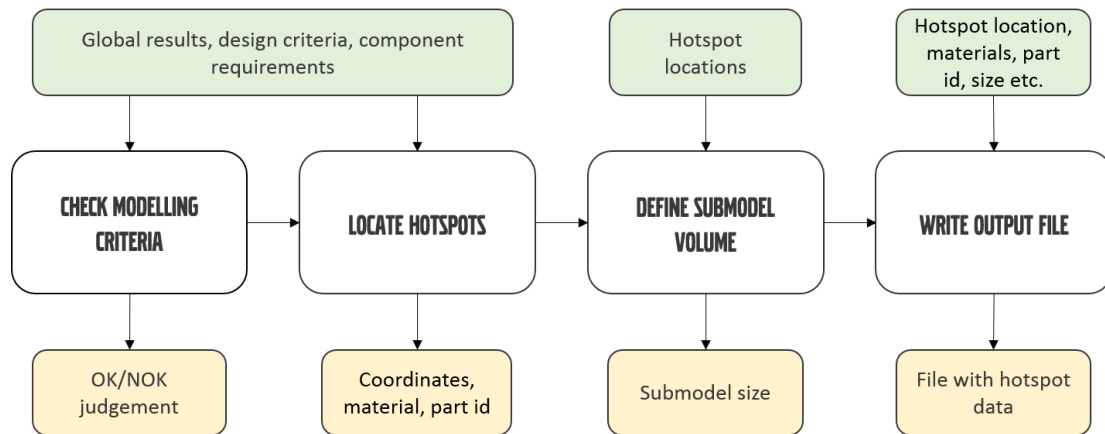 Global results, design criteria, component
requirements
Hotspot
locations
Hotspot location,
materials, part
id, size etc.
CHECK MODELLING
CRITERIA
LOCATE HOTSPOTS
DEFINE SUBMODEL
VOLUME
WRITE OUTPUT FILE
OK/NOK
judgement
Coordinates,
material, part id
Submodel size
File with hotspot
data